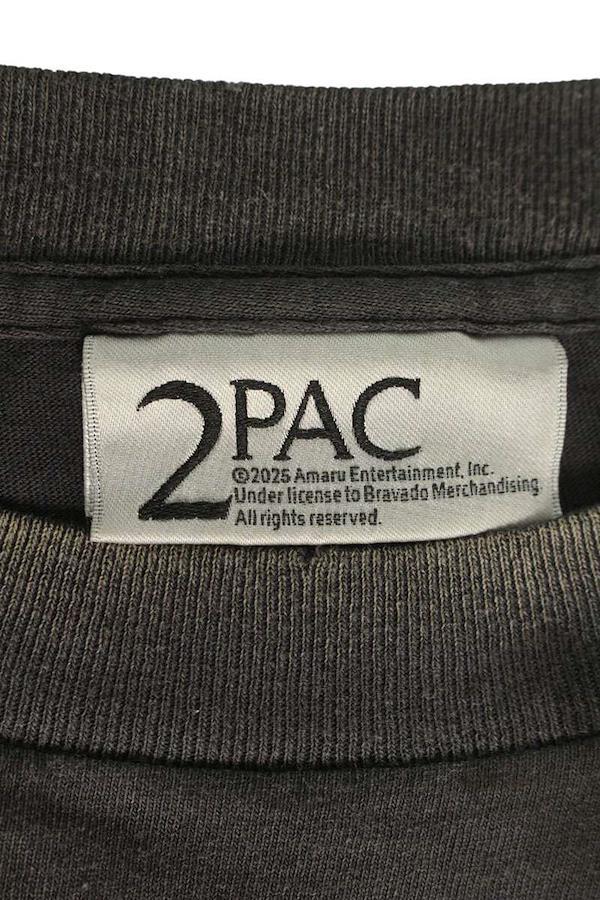 2PAC
©2025 Amaru Entertainment, Inc.
Under license to Bravado Merchandising
All rights reserved.